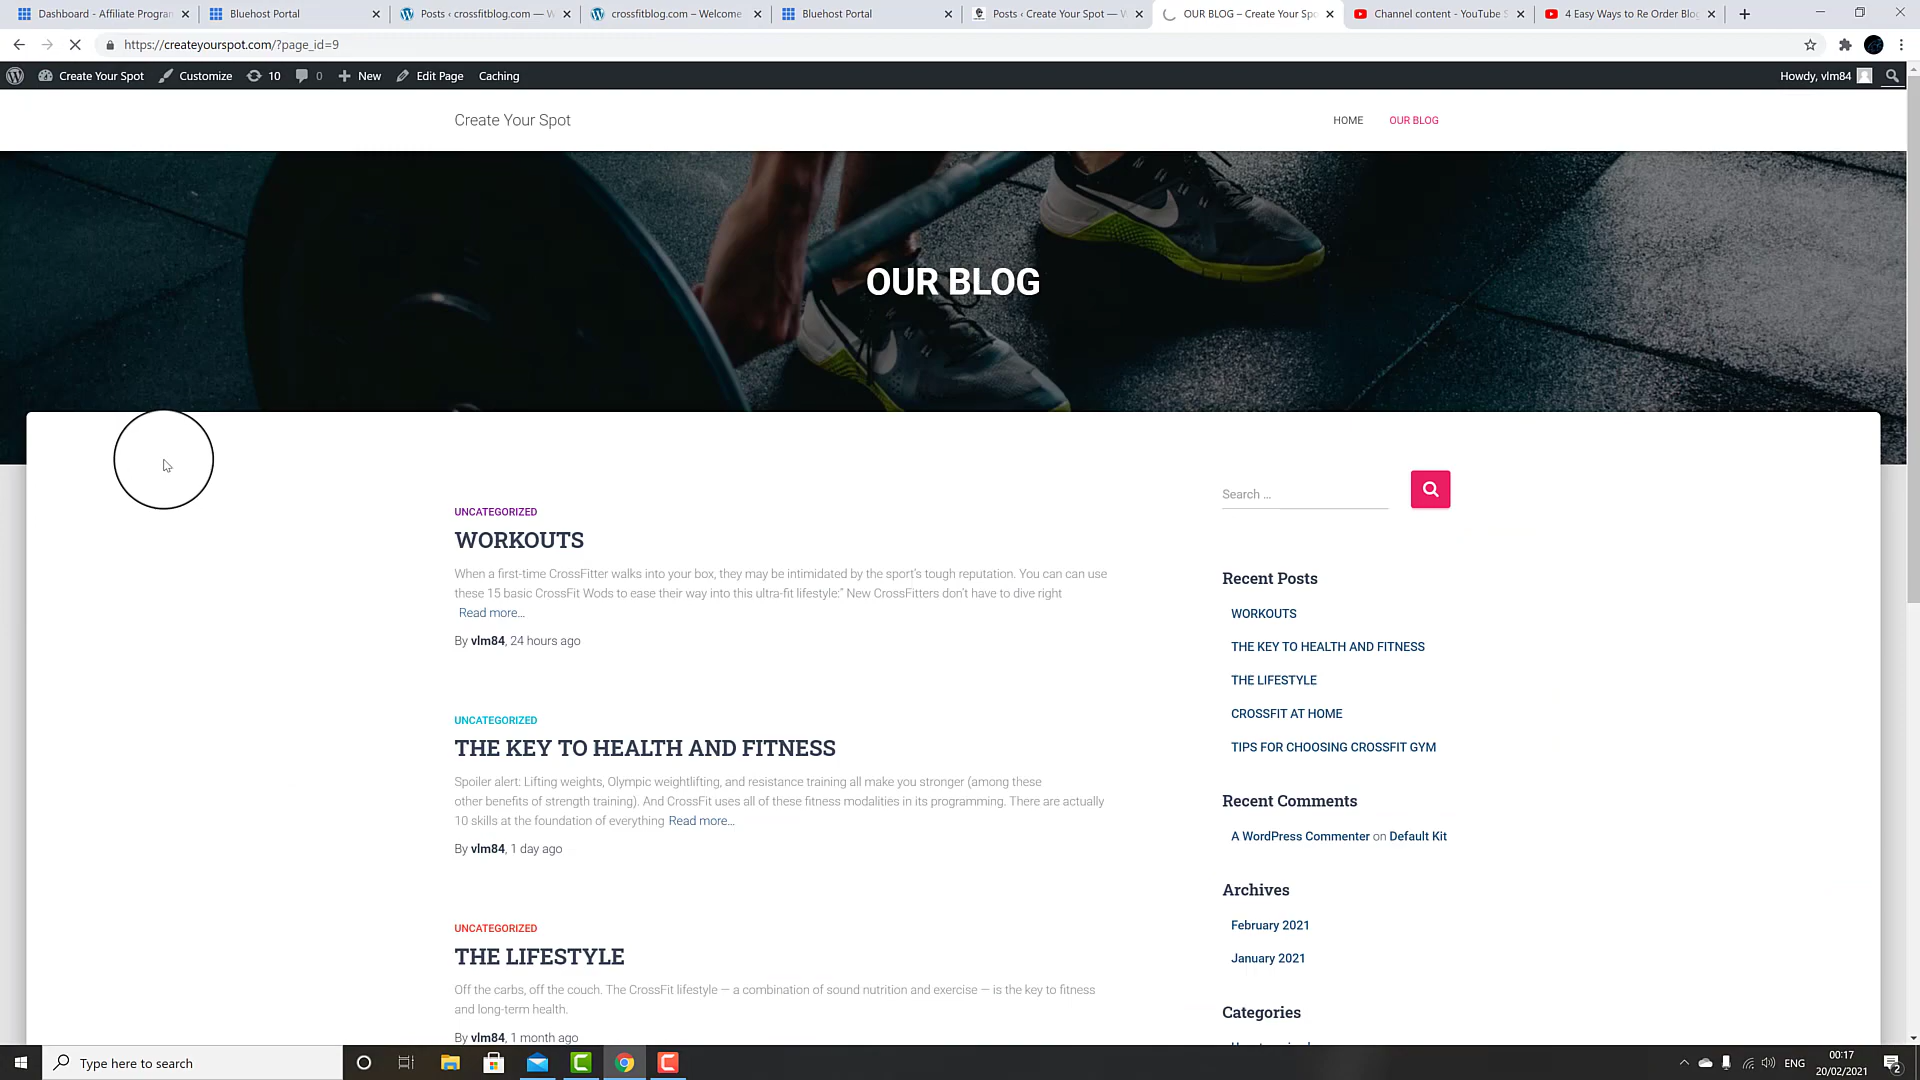 Dashboard - Affiliate Program
Bluehost Portal
Posts ‹ crossfitblog.com — W
crossfitblog.com – Welcome
Bluehost Portal
Posts ‹ Create Your Spot — W
OUR BLOG – Create Your Spo
Channel content - YouTube S
4 Easy Ways to Re Order Blog
https://createyourspot.com/?page_id=9
Create Your Spot
Customize
10
0
New
Edit Page
Caching
Howdy, vlm84
Create Your Spot
HOME
OUR BLOG
OUR BLOG
UNCATEGORIZED
WORKOUTS
When a first-time CrossFitter walks into your box, they may be intimidated by the sport's tough reputation. You can can use
these 15 basic CrossFit Wods to ease their way into this ultra-fit lifestyle:" New CrossFitters don't have to dive right
Read more...
By vlm84, 24 hours ago
UNCATEGORIZED
THE KEY TO HEALTH AND FITNESS
Spoiler alert: Lifting weights, Olympic weightlifting, and resistance training all make you stronger (among these
other benefits of strength training). And CrossFit uses all of these fitness modalities in its programming. There are actually
10 skills at the foundation of everything Read more...
By vlm84, 1 day ago
UNCATEGORIZED
THE LIFESTYLE
Off the carbs, off the couch. The CrossFit lifestyle — a combination of sound nutrition and exercise — is the key to fitness
and long-term health.
By vlm84, 1 month ago
Search ...
Recent Posts
WORKOUTS
THE KEY TO HEALTH AND FITNESS
THE LIFESTYLE
CROSSFIT AT HOME
TIPS FOR CHOOSING CROSSFIT GYM
Recent Comments
A WordPress Commenter on Default Kit
Archives
February 2021
January 2021
Categories
Type here to search
ENG
00:17
20/02/2021
2